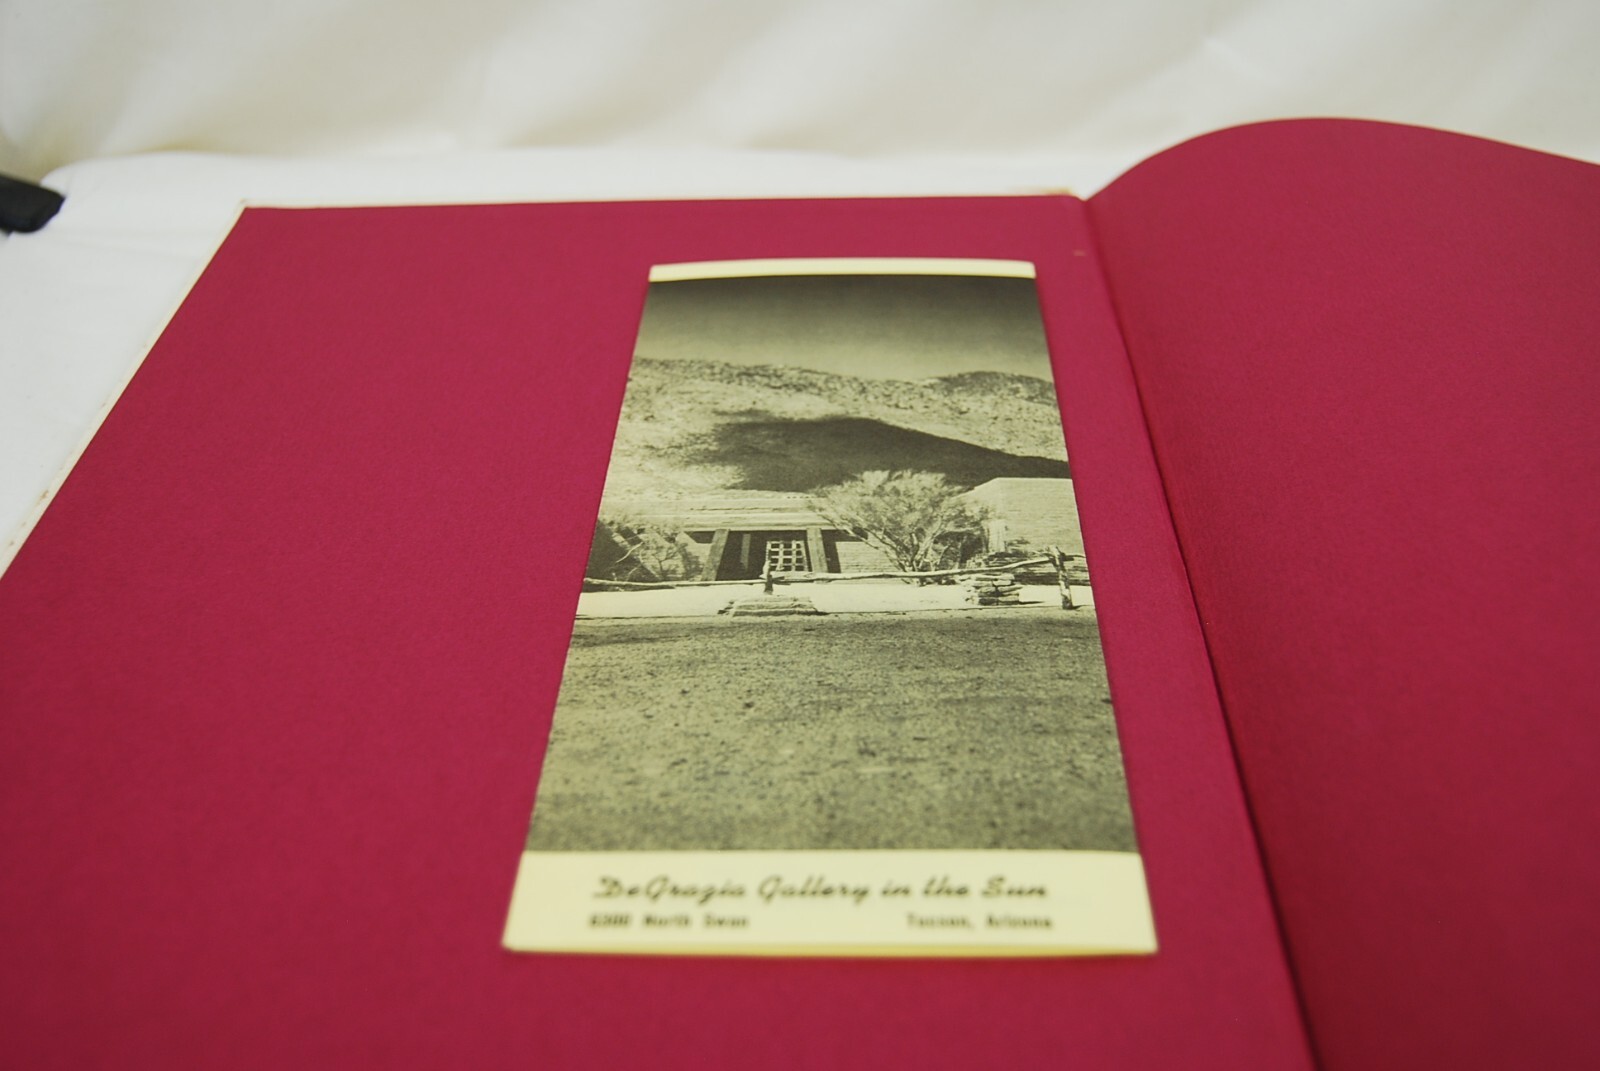 DeGrazia Gallery in the Sun
6300 North Swan Tucson, Arizona